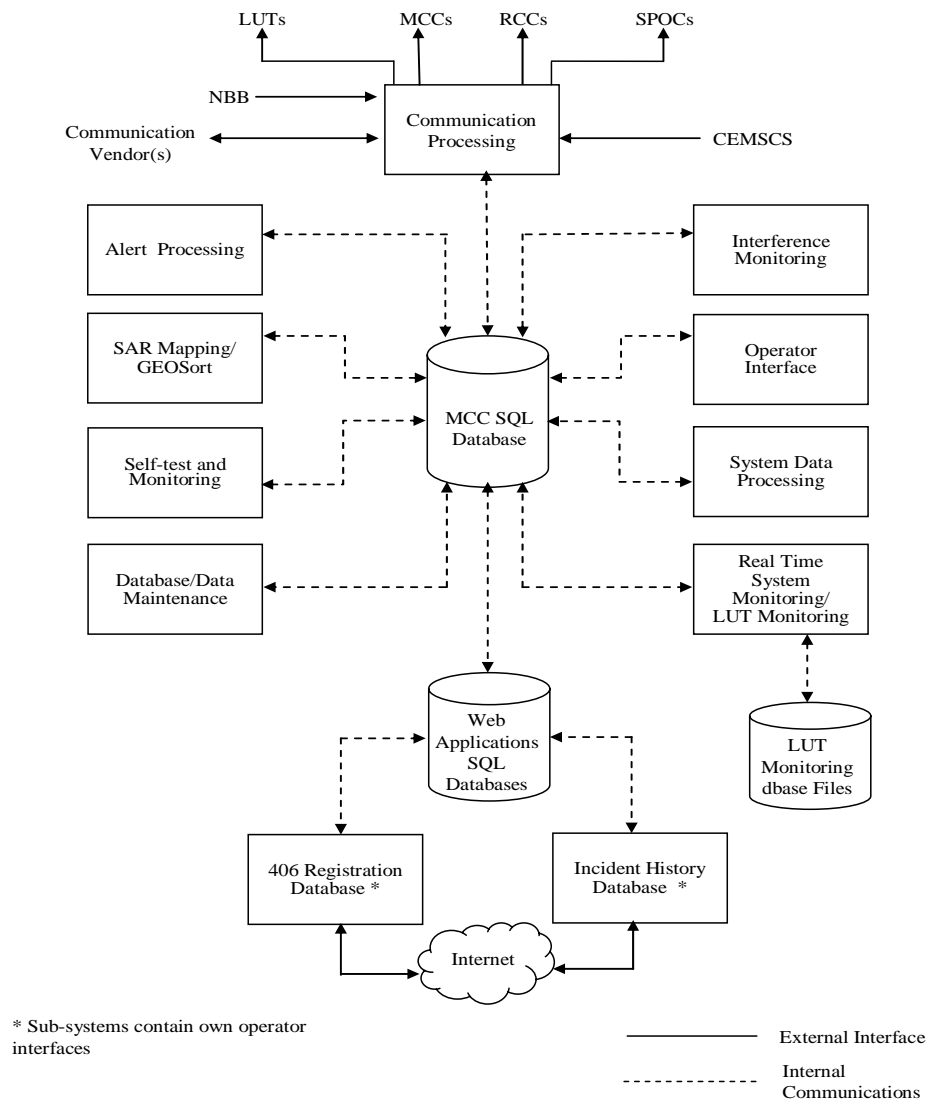 LUTs
MCCs
RCCs
SPOCs
NBB
Communication
Vendor(s)
Communication
Processing
CEMSCS
Alert Processing
Interference
Monitoring
SAR Mapping/
GEOSort
Operator
Interface
MCC SQL
Database
Self-test and
Monitoring
System Data
Processing
Database/Data
Maintenance
Real Time
System
Monitoring/
LUT Monitoring
Web
Applications
SQL
Databases
LUT
Monitoring
dbase Files
406 Registration
Database *
Incident History
Database *
Internet
* Sub-systems contain own operator
interfaces
External Interface
Internal
Communications